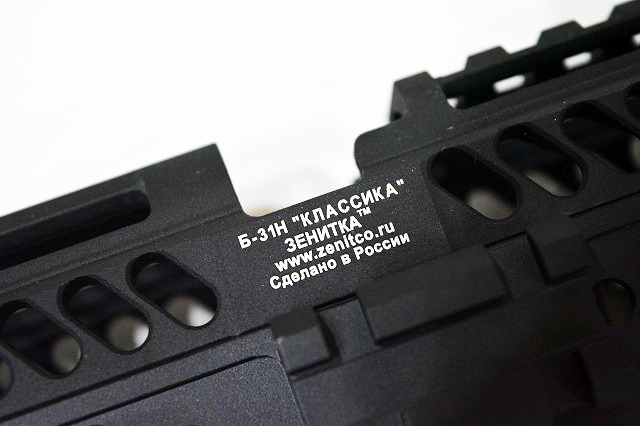 Б-31Н "КЛАССИКА"
ЗЕНИТКА™
www.zenitco.ru
Сделано в России